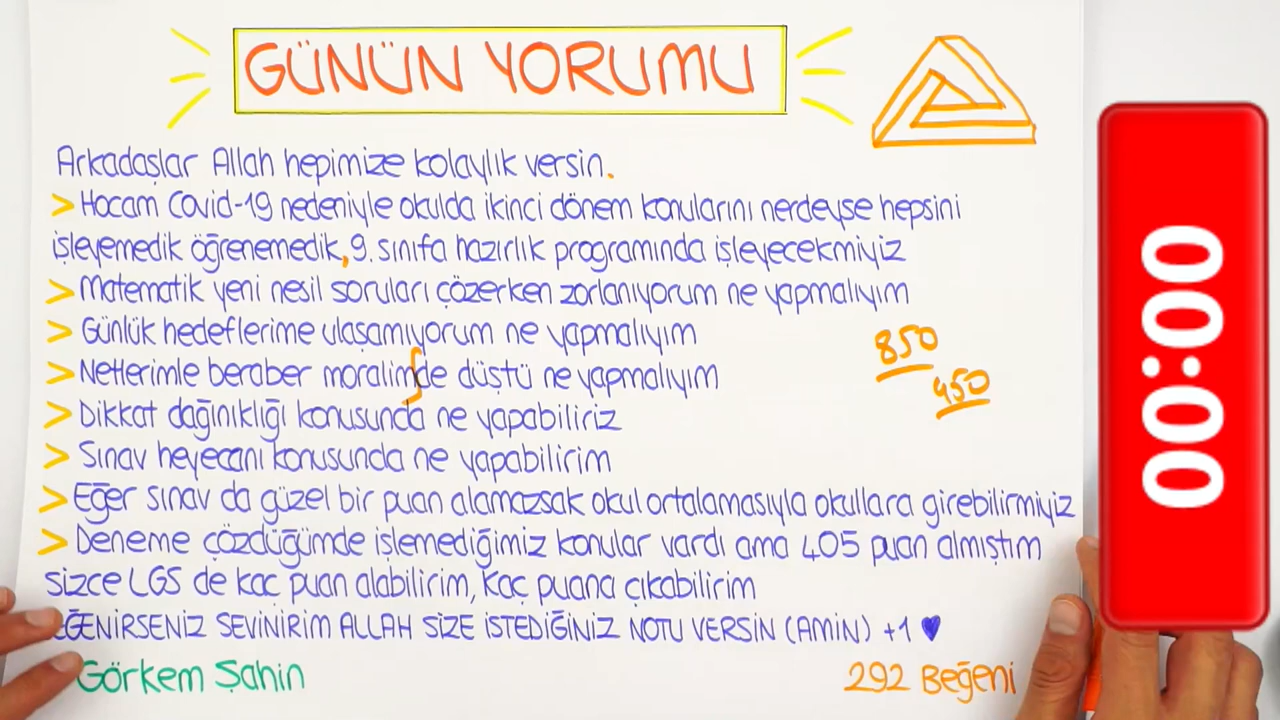 GÜNÜN YORUMU
Arkadaşlar Allah hepimize kolaylık versin.
> Hocam Covid-19 nedeniyle okulda ikinci dönem konularını nerdeyse hepsini
işleyemedik öğrenemedik, 9. sınıfa hazırlık programında işleyecekmiyiz
> Matematik yeni nesil soruları çözerken zorlanıyorum ne yapmalıyım
> Günlük hedeflerime ulaşamıyorum ne yapmalıyım
> Netlerimle beraber moralimde düştü ne yapmalıyım
> Dikkat dağınıklığı konusunda ne yapabiliriz
> Sınav heyecanı konusunda ne yapabilirim
> Eğer sınav da güzel bir puan alamazsak okul ortalamasıyla okullara girebilirmiyiz
> Deneme çözdüğümde işlemediğimiz konular vardı ama 405 puan almıştım
sizce LGS de kaç puan alabilirim, kaç puana çıkabilirim
EĞENİRSENİZ SEVİNİRİM ALLAH SİZE İSTEDİĞİNİZ NOTU VERSİN (AMİN) +1 ♥
Görkem Şahin
292 Beğeni
850
450
00:00